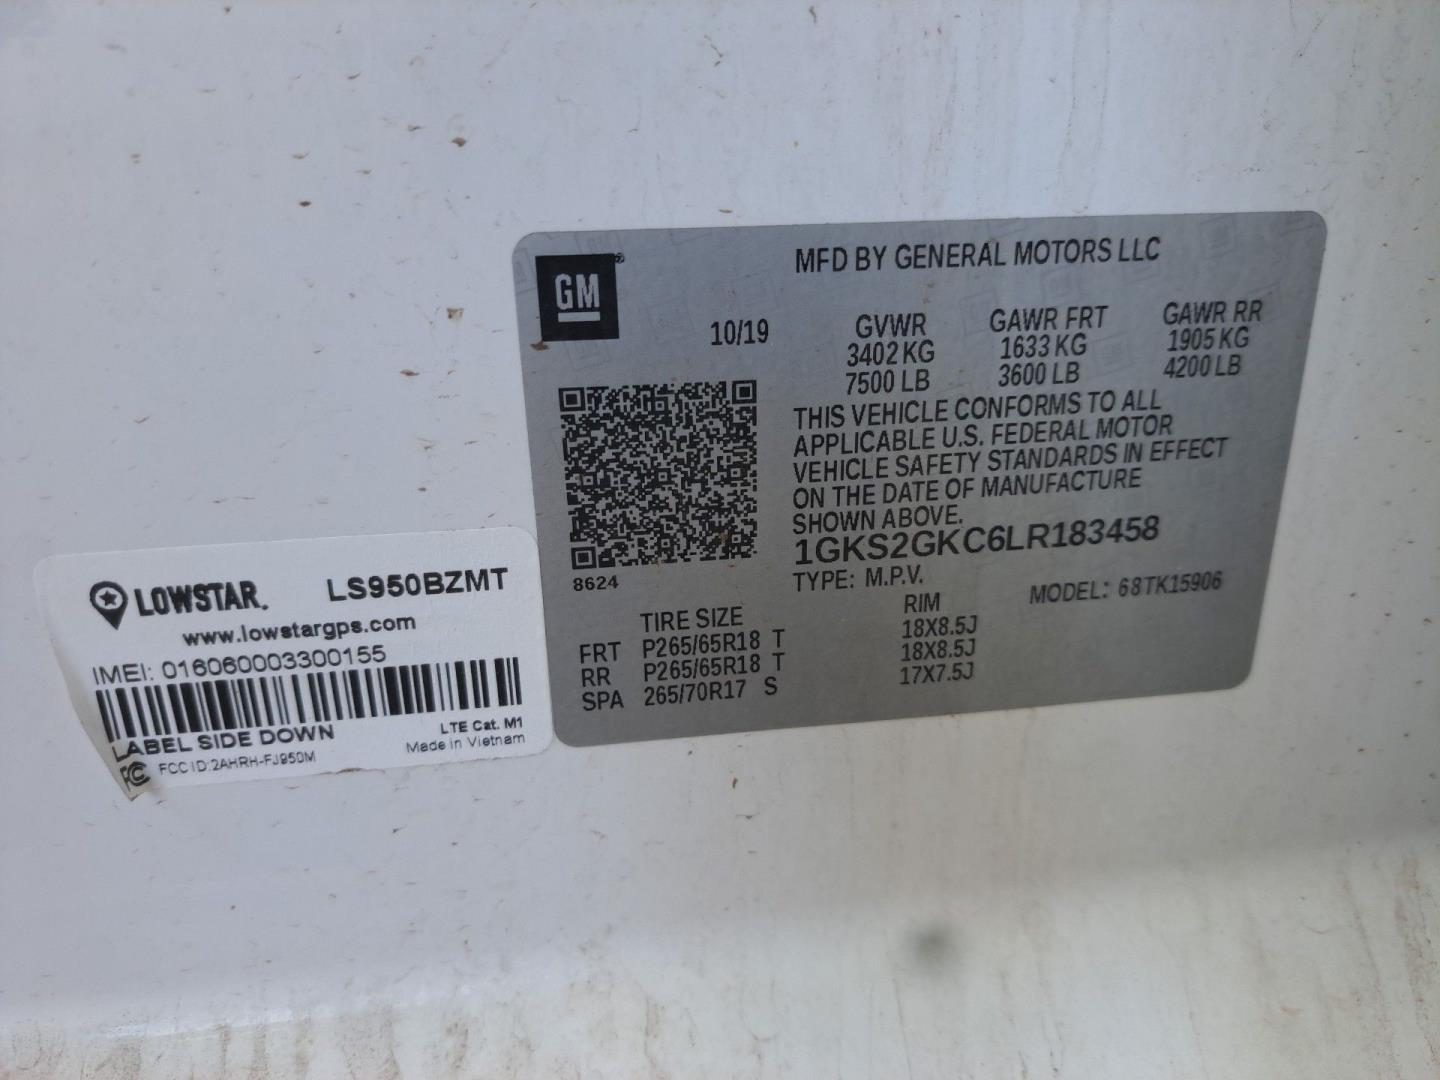 GM
MFD BY GENERAL MOTORS LLC
10/19
GVWR GAWR FRT GAWR RR
3402 KG 1633 KG 1905 KG
7500 LB 3600 LB 4200 LB
THIS VEHICLE CONFORMS TO ALL
APPLICABLE U.S. FEDERAL MOTOR
VEHICLE SAFETY STANDARDS IN EFFECT
ON THE DATE OF MANUFACTURE
SHOWN ABOVE.
1GKS2GKC6LR183458
8624
TYPE: M.P.V. MODEL: 68TK15906
TIRE SIZE RIM
FRT P265/65R18 T 18X8.5J
RR P265/65R18 T 18X8.5J
SPA 265/70R17 S 17X7.5J
LOWSTAR. LS950BZMT
www.lowstargps.com
IMEI: 016060003300155
LABEL SIDE DOWN LTE Cat. M1
FC FCC ID:2AHRH-FJ950M Made in Vietnam